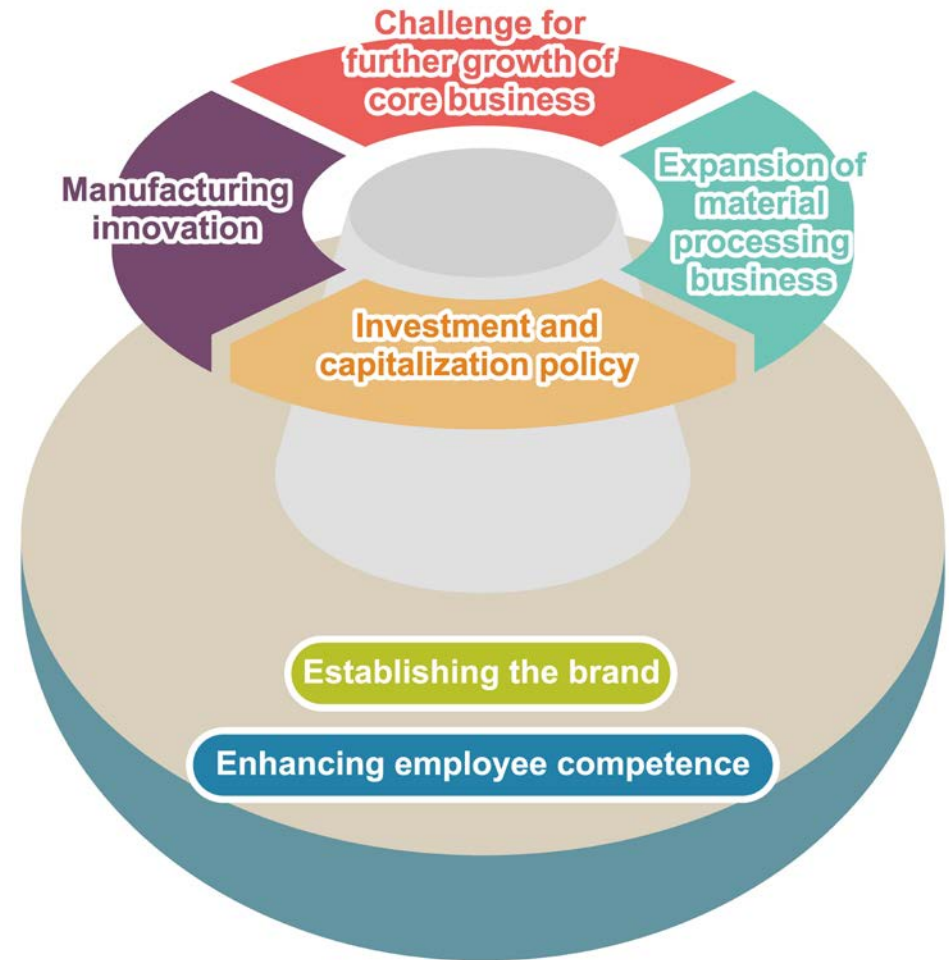 Challenge for
further growth of
core business
Manufacturing
innovation
Expansion of
material
processing
business
Investment and
capitalization policy
Establishing the brand
Enhancing employee competence